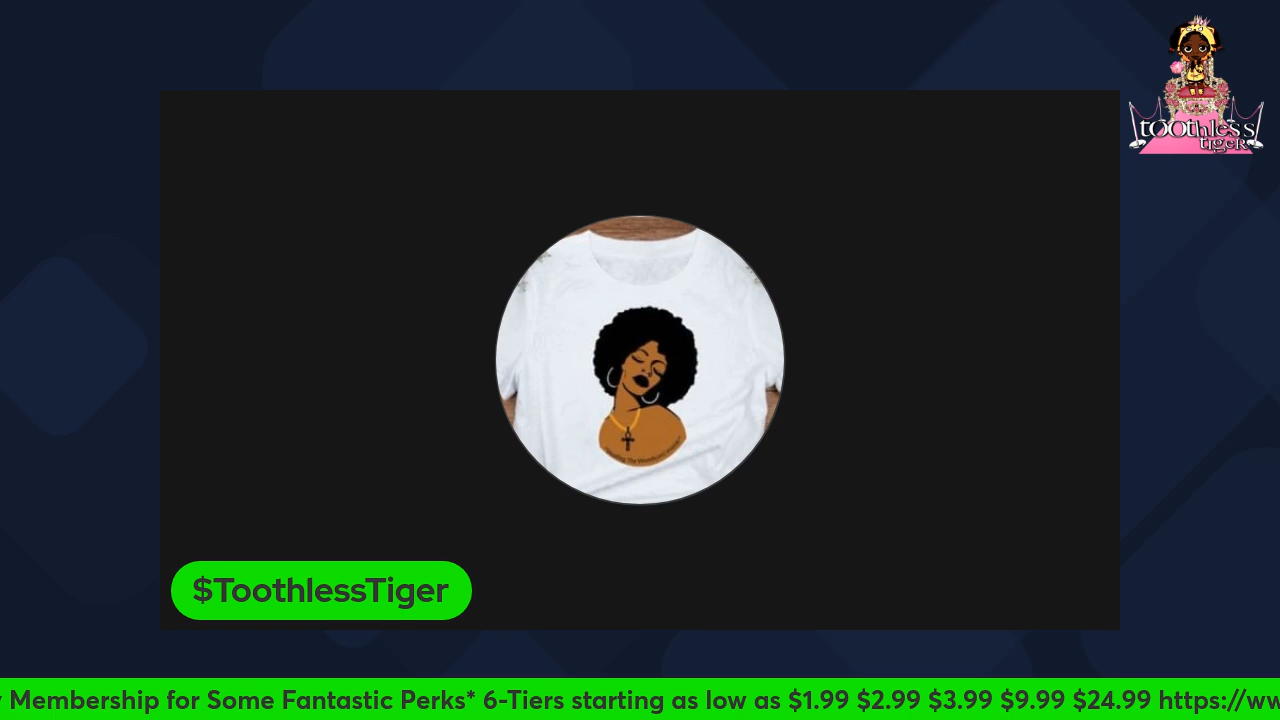 toothless
tiger
$ToothlessTiger
Membership for Some Fantastic Perks* 6-Tiers starting as low as $1.99 $2.99 $3.99 $9.99 $24.99 https://ww